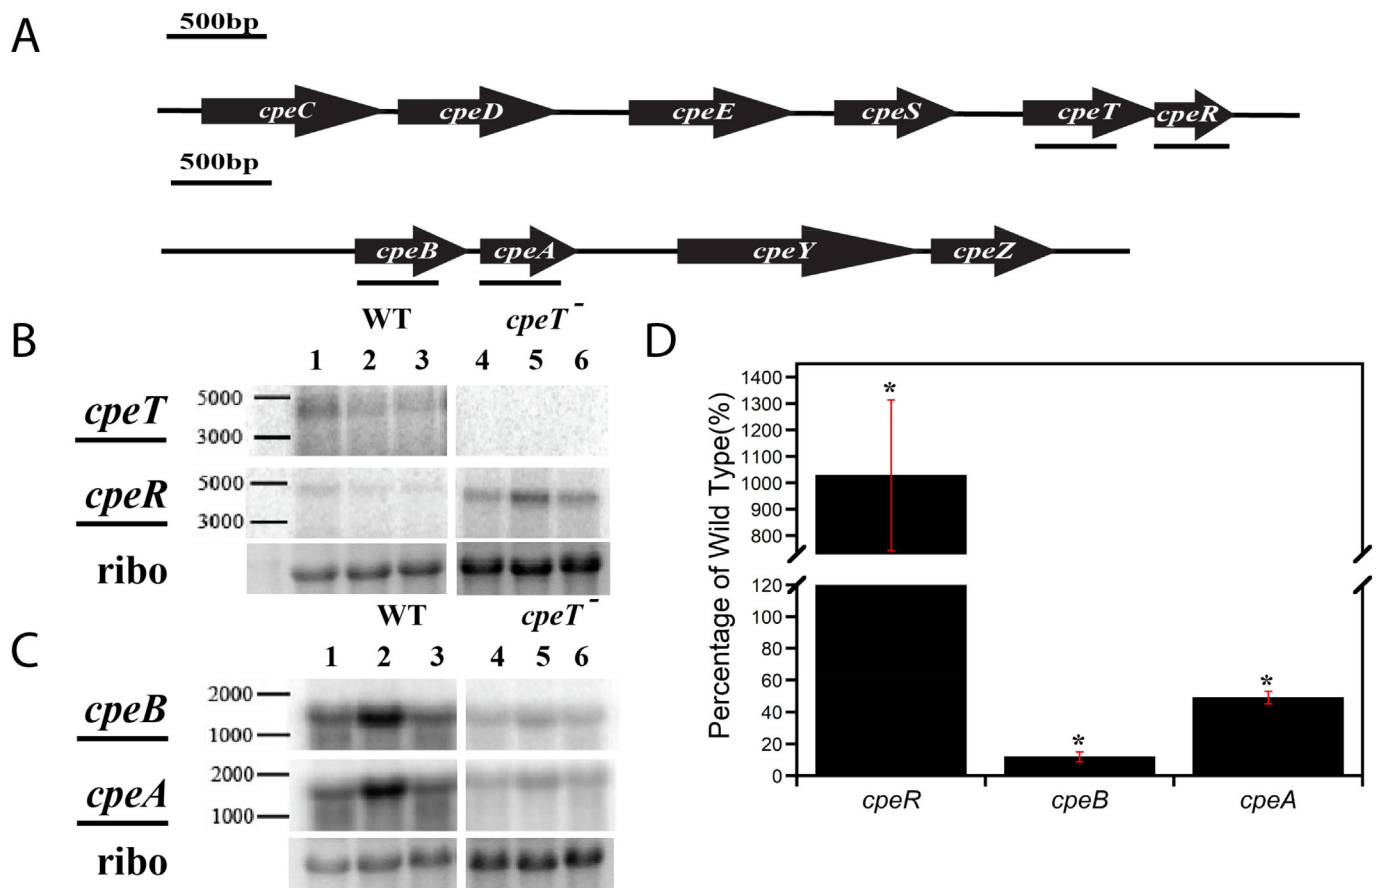 A
500bp
cpeC cpeD cpeE cpeS cpeT cpeR
500bp
cpeB cpeA cpeY cpeZ
B
WT cpeT⁻
1 2 3 4 5 6
cpeT
5000
3000
cpeR
5000
3000
ribo
C
WT cpeT⁻
1 2 3 4 5 6
cpeB
2000
1000
cpeA
2000
1000
ribo
D
Percentage of Wild Type(%)
1400
1300
1200
1100
1000
900
800
120
100
80
60
40
20
0
* * *
cpeR cpeB cpeA